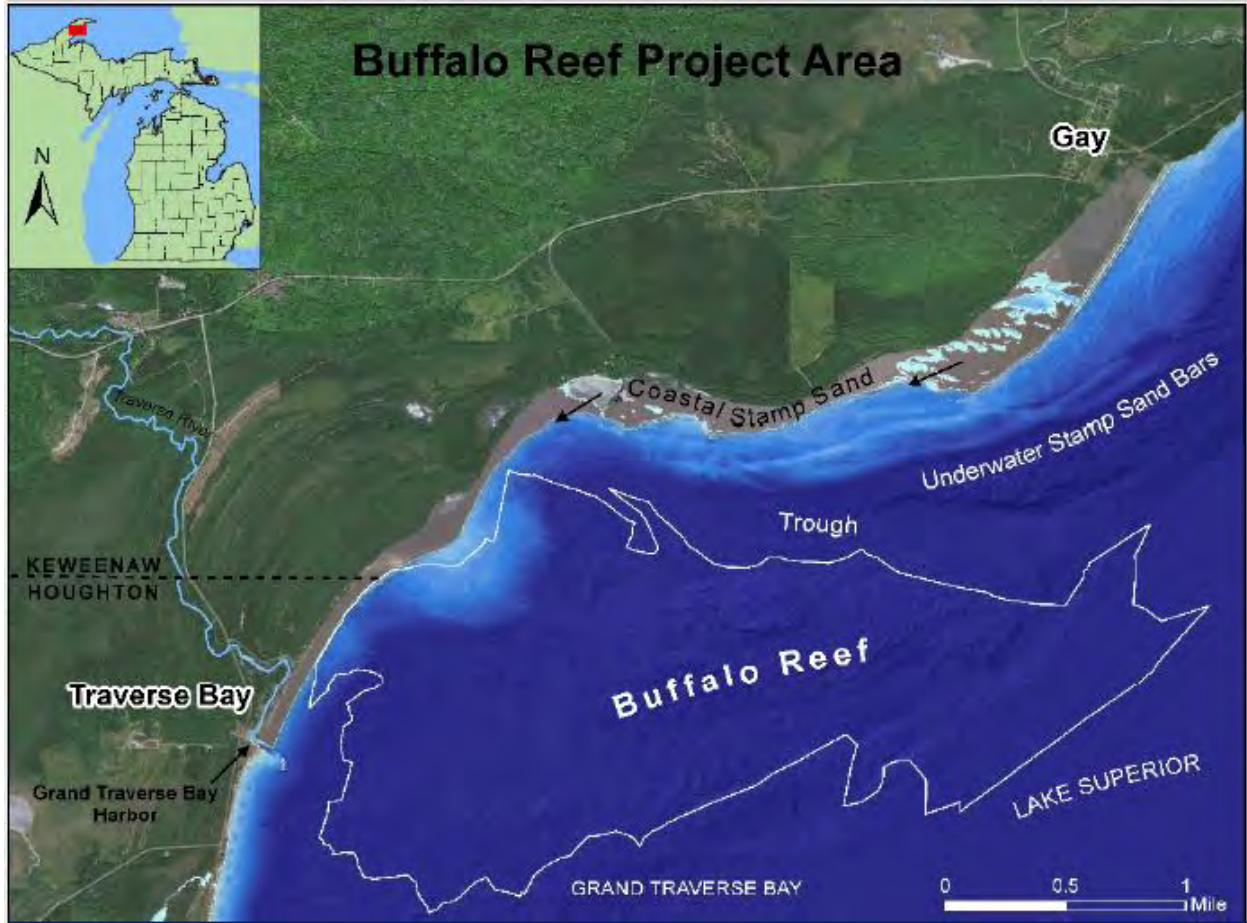 Buffalo Reef Project Area
N
Gay
Coastal Stamp Sand
Traverse River
Underwater Stamp Sand Bars
Trough
KEWEENAW
HOUGHTON
Buffalo Reef
Traverse Bay
Grand Traverse Bay
Harbor
LAKE SUPERIOR
GRAND TRAVERSE BAY
0 0.5 1
Mile